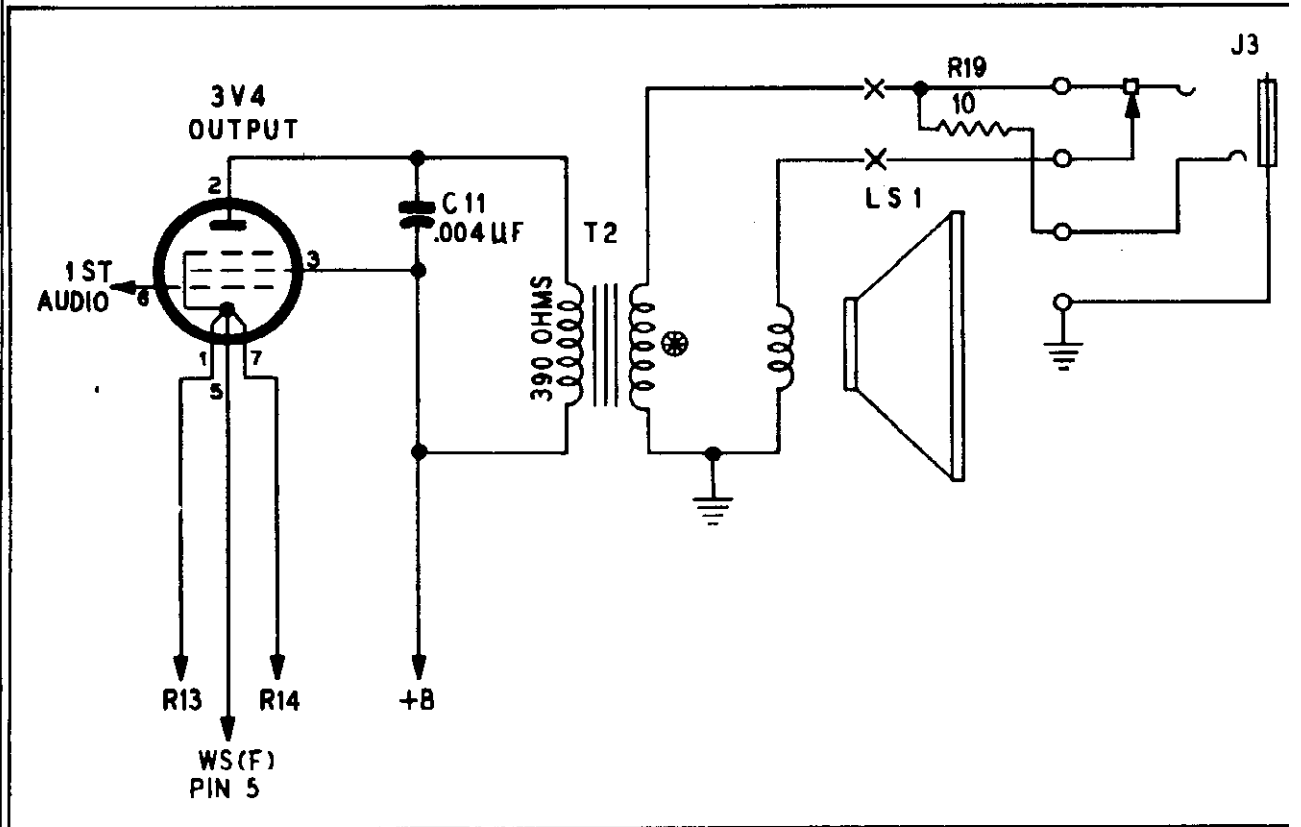 J3
R19
10
3V4
OUTPUT
2
C11
.004UF
T2
LS1
3
1ST
AUDIO
6
390 OHMS
1
7
5
R13
R14
+B
WS(F)
PIN 5